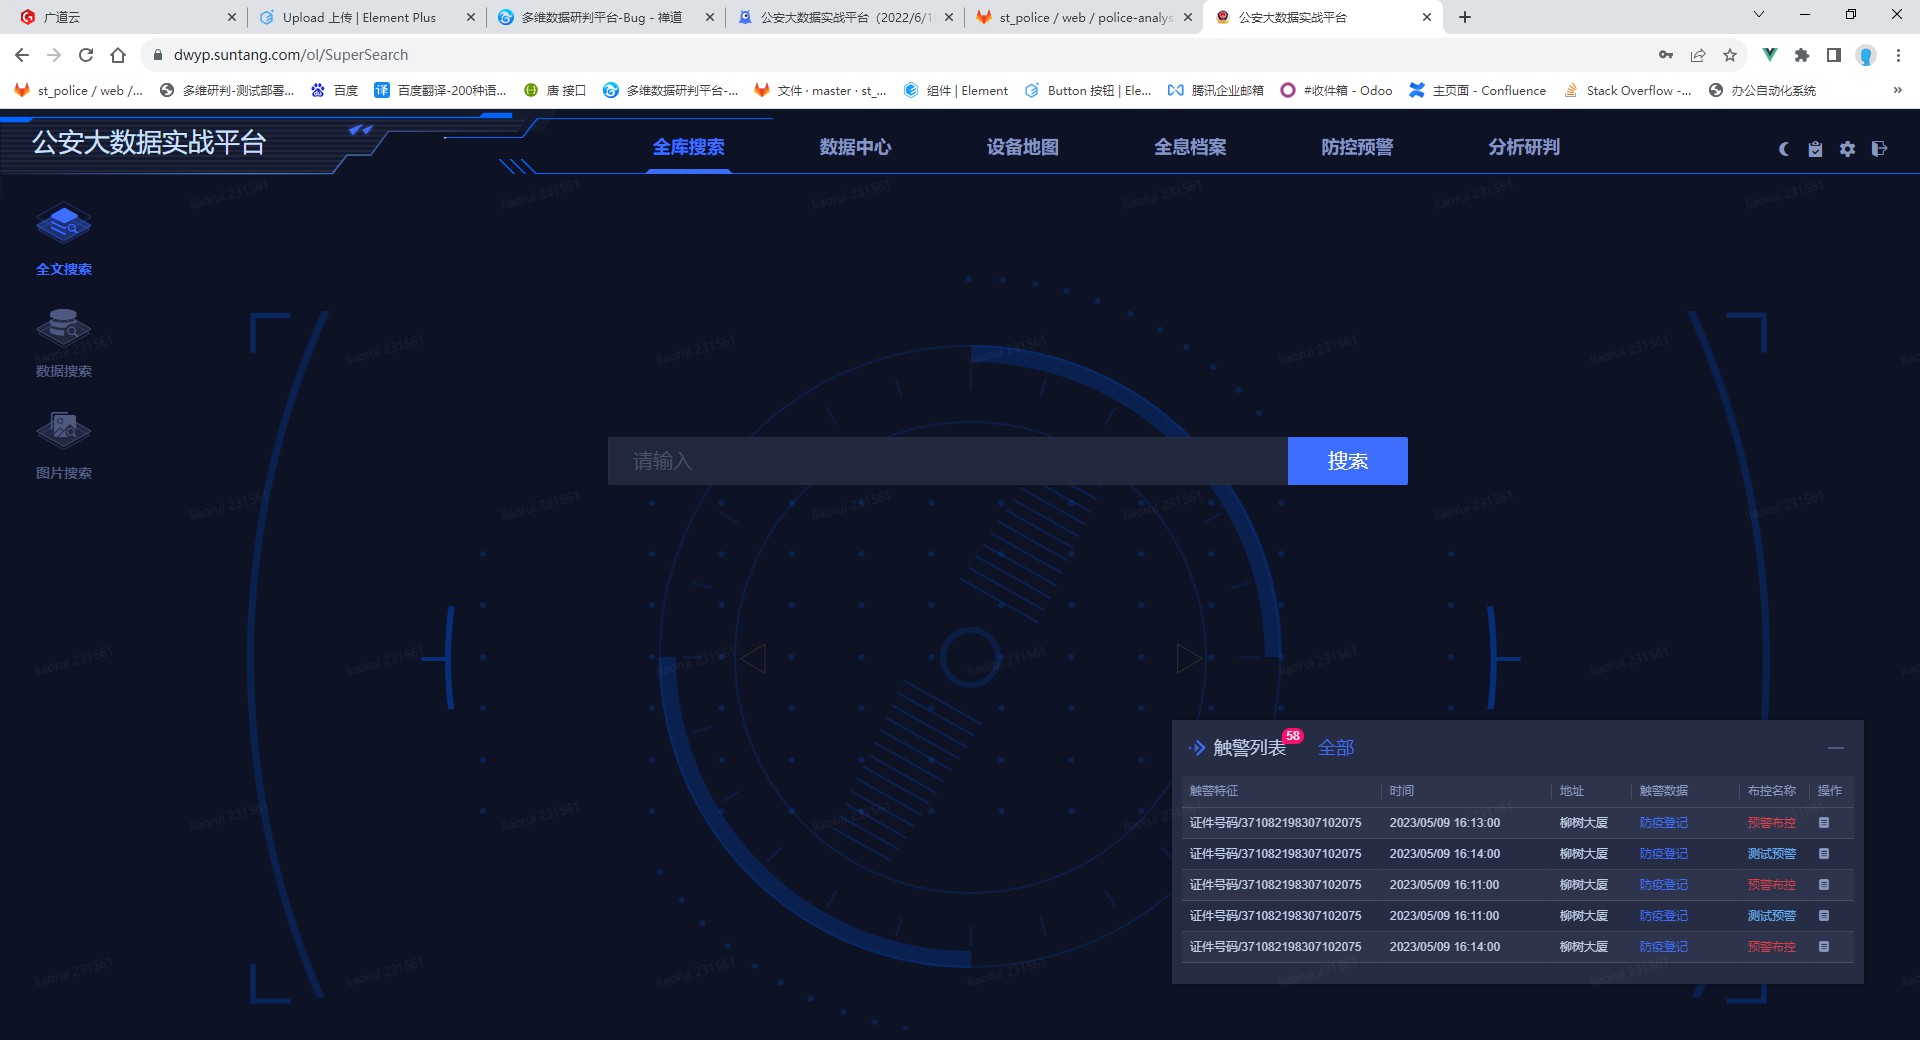 广道云
Upload 上传 | Element Plus
多维数据研判平台-Bug - 禅道
公安大数据实战平台（2022/6/1
st_police / web / police-analys
公安大数据实战平台
dwyp.suntang.com/ol/SuperSearch
st_police / web /...
多维研判-测试部署...
百度
译
百度翻译-200种语...
唐 接口
多维数据研判平台-...
文件 · master · st_...
组件 | Element
Button 按钮 | Ele...
腾讯企业邮箱
#收件箱 - Odoo
主页面 - Confluence
Stack Overflow -...
办公自动化系统
公安大数据实战平台
全库搜索
数据中心
设备地图
全息档案
防控预警
分析研判
全文搜索
数据搜索
图片搜索
请输入
搜索
liaorui 231561
触警列表
58
全部
触警特征 时间 地址 触警数据 布控名称 操作
证件号码/371082198307102075 2023/05/09 16:13:00 柳树大厦 防疫登记 预警布控
证件号码/371082198307102075 2023/05/09 16:14:00 柳树大厦 防疫登记 测试预警
证件号码/371082198307102075 2023/05/09 16:11:00 柳树大厦 防疫登记 预警布控
证件号码/371082198307102075 2023/05/09 16:11:00 柳树大厦 防疫登记 测试预警
证件号码/371082198307102075 2023/05/09 16:14:00 柳树大厦 防疫登记 预警布控